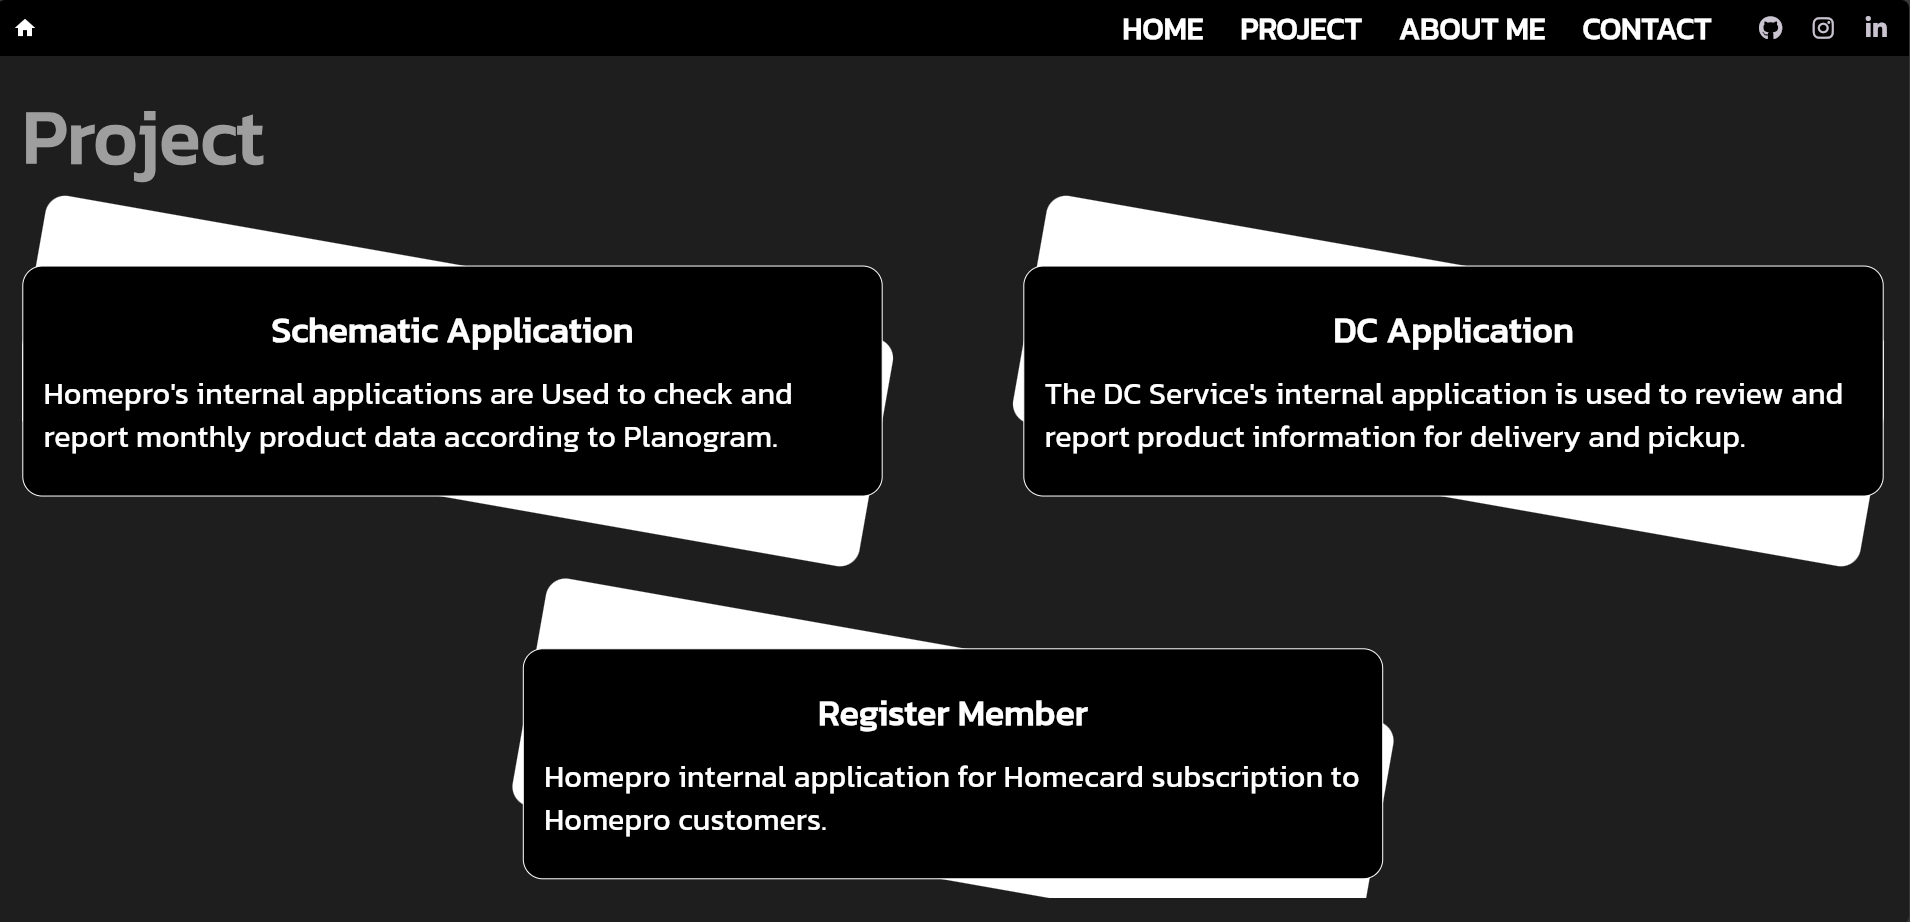 HOME PROJECT ABOUT ME CONTACT
Project
Schematic Application
Homepro's internal applications are Used to check and
report monthly product data according to Planogram.
DC Application
The DC Service's internal application is used to review and
report product information for delivery and pickup.
Register Member
Homepro internal application for Homecard subscription to
Homepro customers.